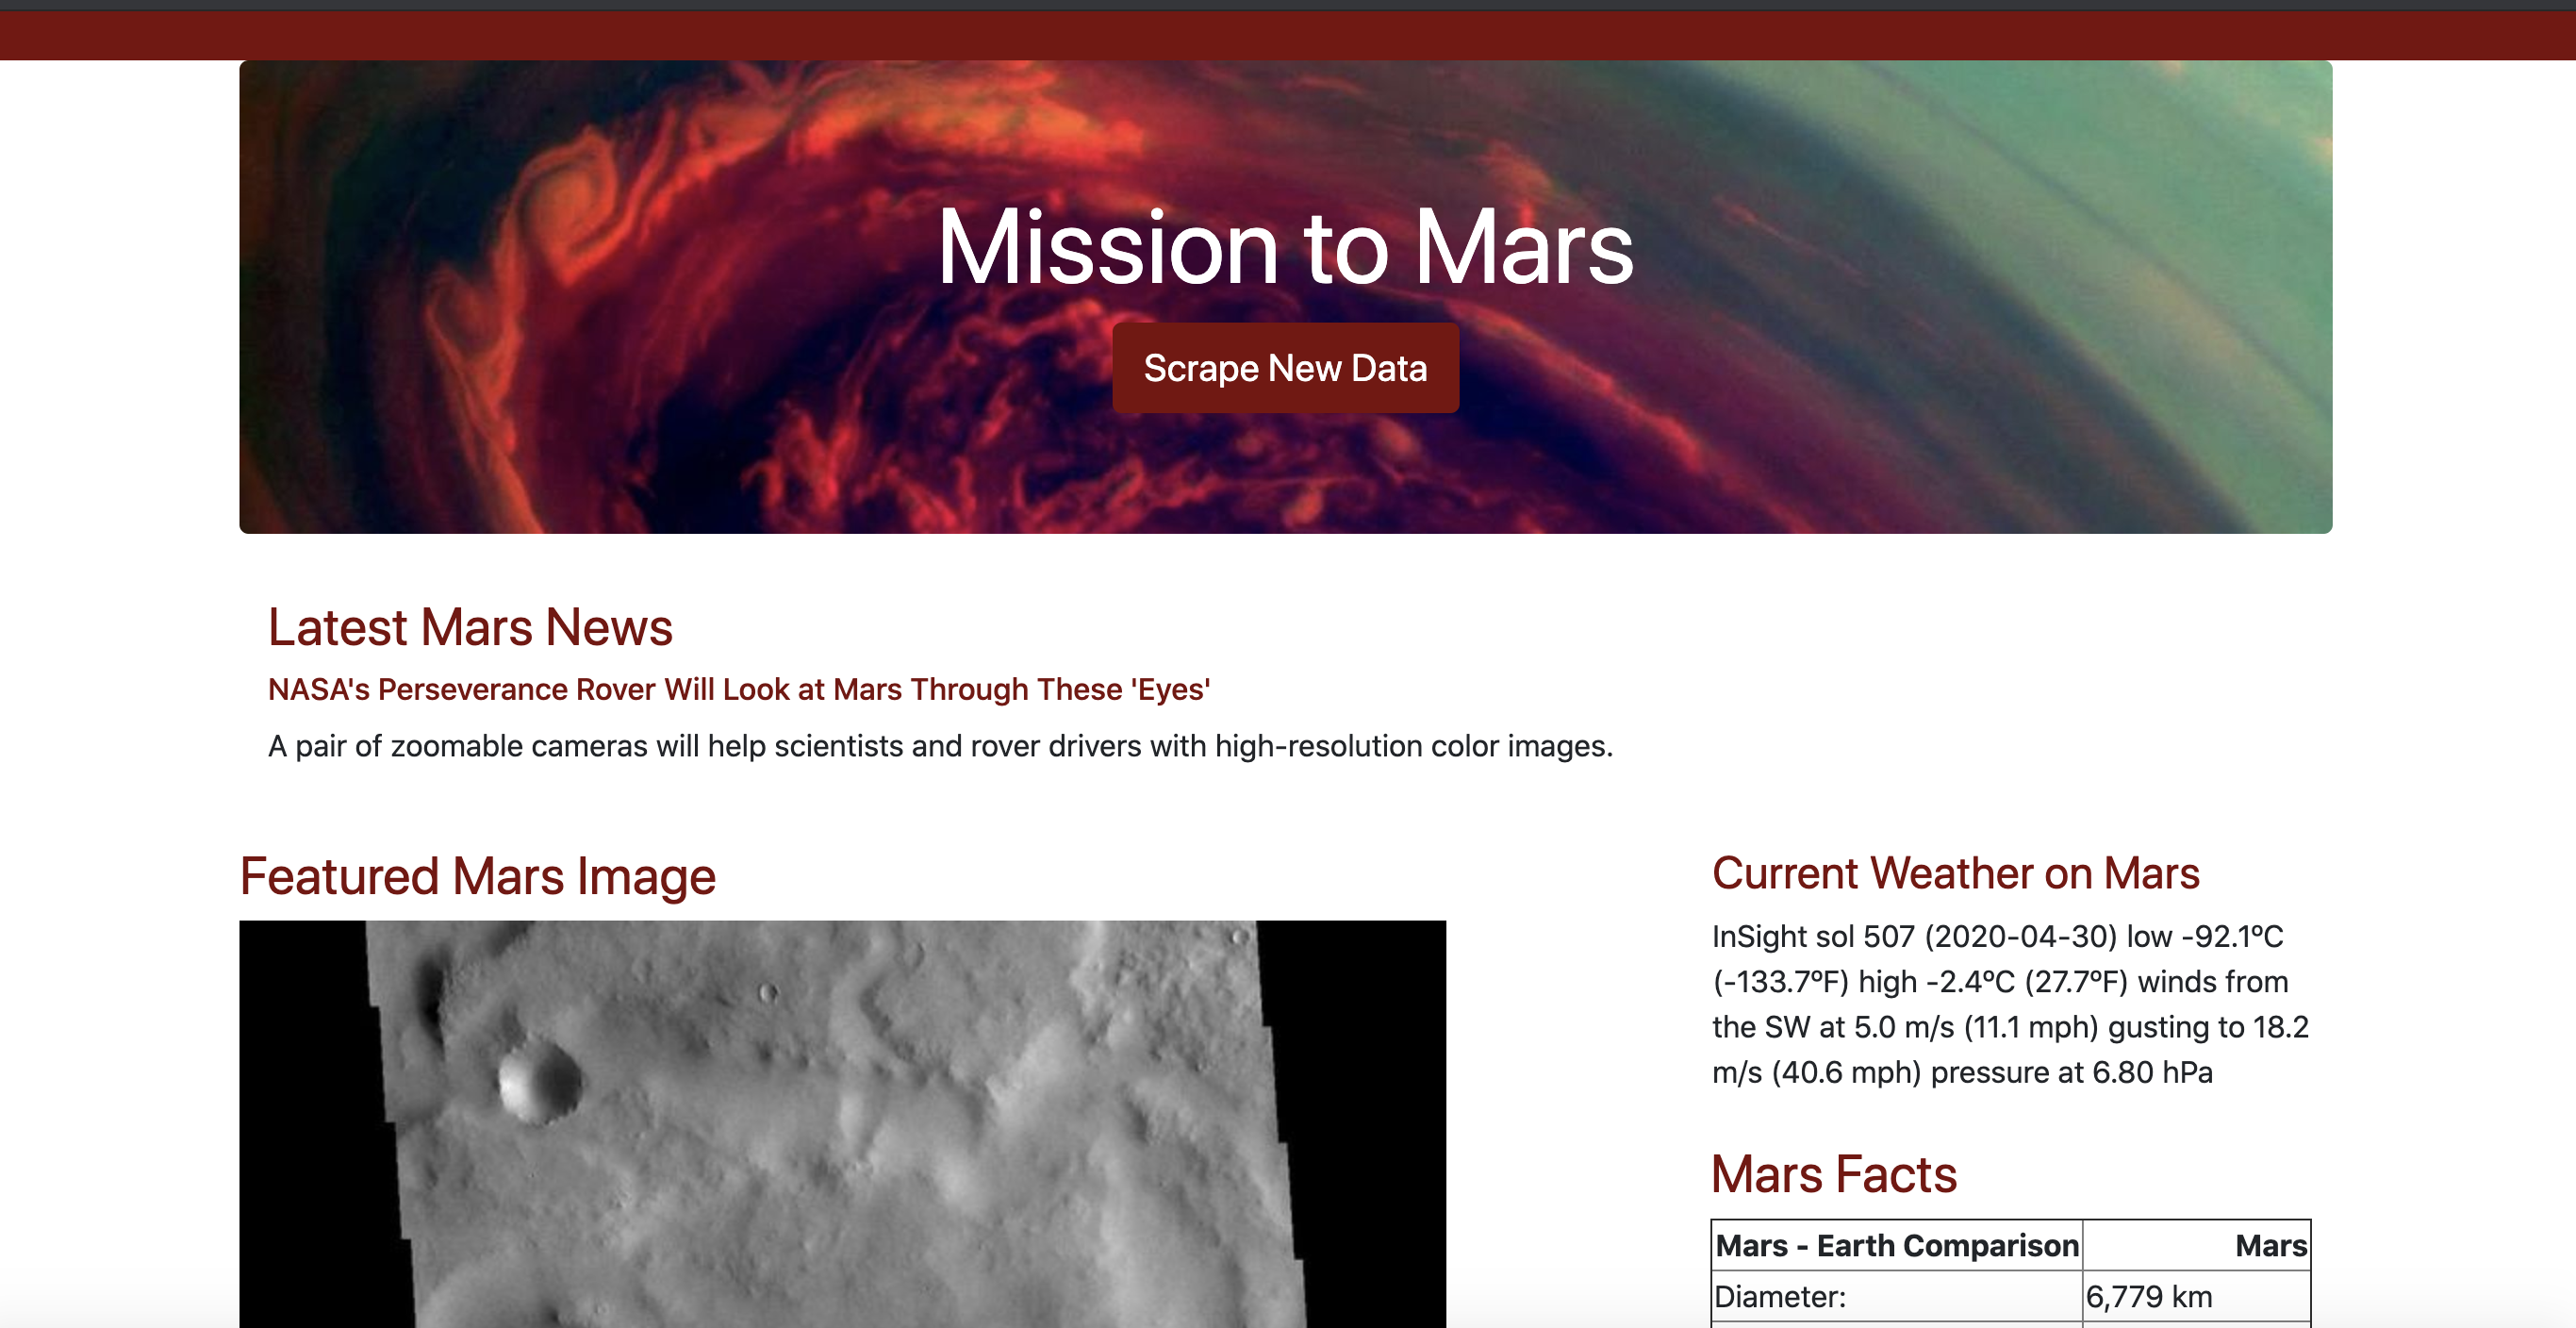 Mission to Mars
Scrape New Data
Latest Mars News
NASA's Perseverance Rover Will Look at Mars Through These 'Eyes'
A pair of zoomable cameras will help scientists and rover drivers with high-resolution color images.
Featured Mars Image
Current Weather on Mars
InSight sol 507 (2020-04-30) low -92.1ºC
(-133.7ºF) high -2.4ºC (27.7ºF) winds from
the SW at 5.0 m/s (11.1 mph) gusting to 18.2
m/s (40.6 mph) pressure at 6.80 hPa
Mars Facts
Mars - Earth Comparison Mars
Diameter: 6,779 km